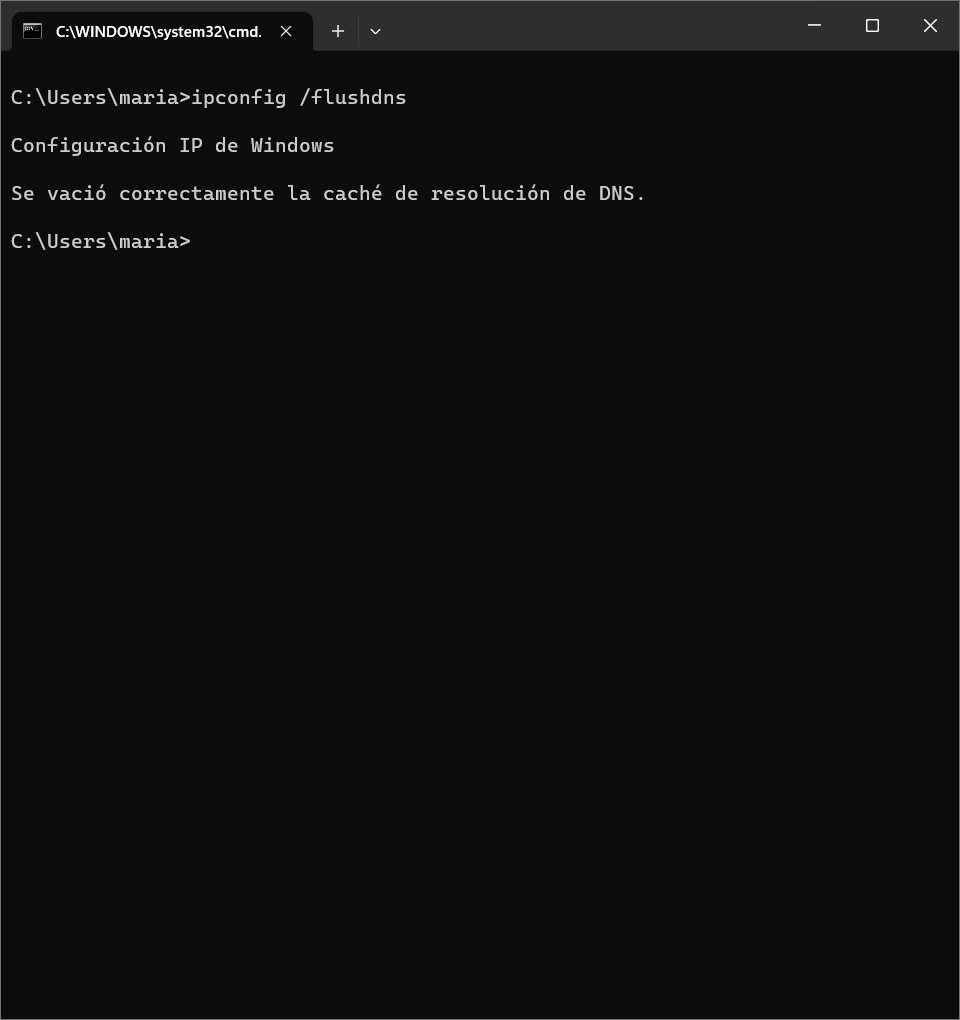 C:\WINDOWS\system32\cmd.
C:\Users\maria>ipconfig /flushdns
Configuración IP de Windows
Se vació correctamente la caché de resolución de DNS.
C:\Users\maria>